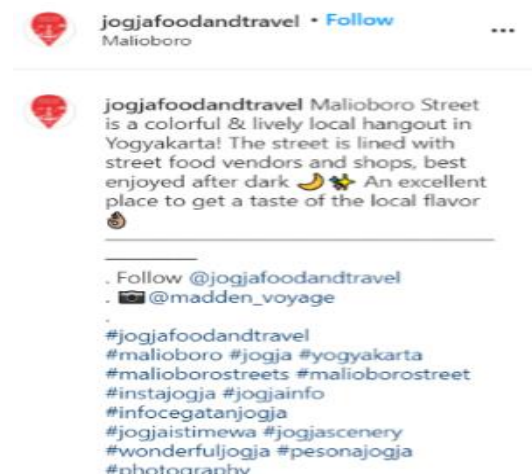 jogjafoodandtravel • Follow
Malioboro
...
jogjafoodandtravel Malioboro Street
is a colorful & lively local hangout in
Yogyakarta! The street is lined with
street food vendors and shops, best
enjoyed after dark 🌙✨ An excellent
place to get a taste of the local flavor
👌🏽
. Follow @jogjafoodandtravel
. 📷@madden_voyage
.
#jogjafoodandtravel
#malioboro #jogja #yogyakarta
#malioborostreets #malioborostreet
#instajogja #jogjainfo
#infocegatanjogja
#jogjaistimewa #jogjascenery
#wonderfuljogja #pesonajogja
#photography